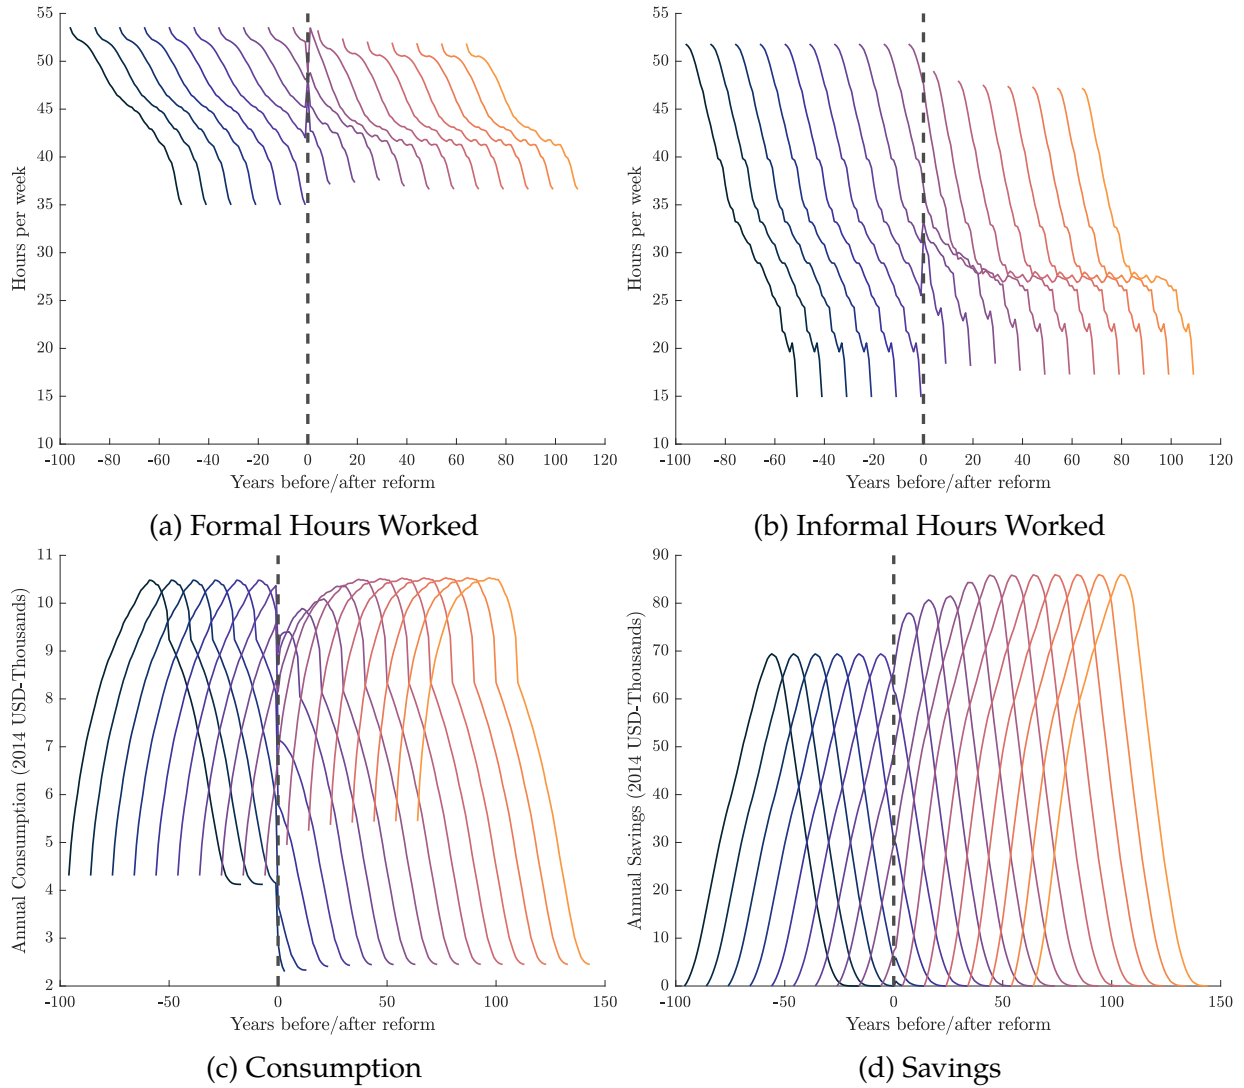 55
50
45
40
35
30
25
20
15
10
Hours per week
-100 -80 -60 -40 -20 0 20 40 60 80 100 120
Years before/after reform
(a) Formal Hours Worked
55
50
45
40
35
30
25
20
15
10
Hours per week
-100 -80 -60 -40 -20 0 20 40 60 80 100 120
Years before/after reform
(b) Informal Hours Worked
11
10
9
8
7
6
5
4
3
2
Annual Consumption (2014 USD-Thousands)
-100 -50 0 50 100 150
Years before/after reform
(c) Consumption
90
80
70
60
50
40
30
20
10
0
Annual Savings (2014 USD-Thousands)
-100 -50 0 50 100 150
Years before/after reform
(d) Savings